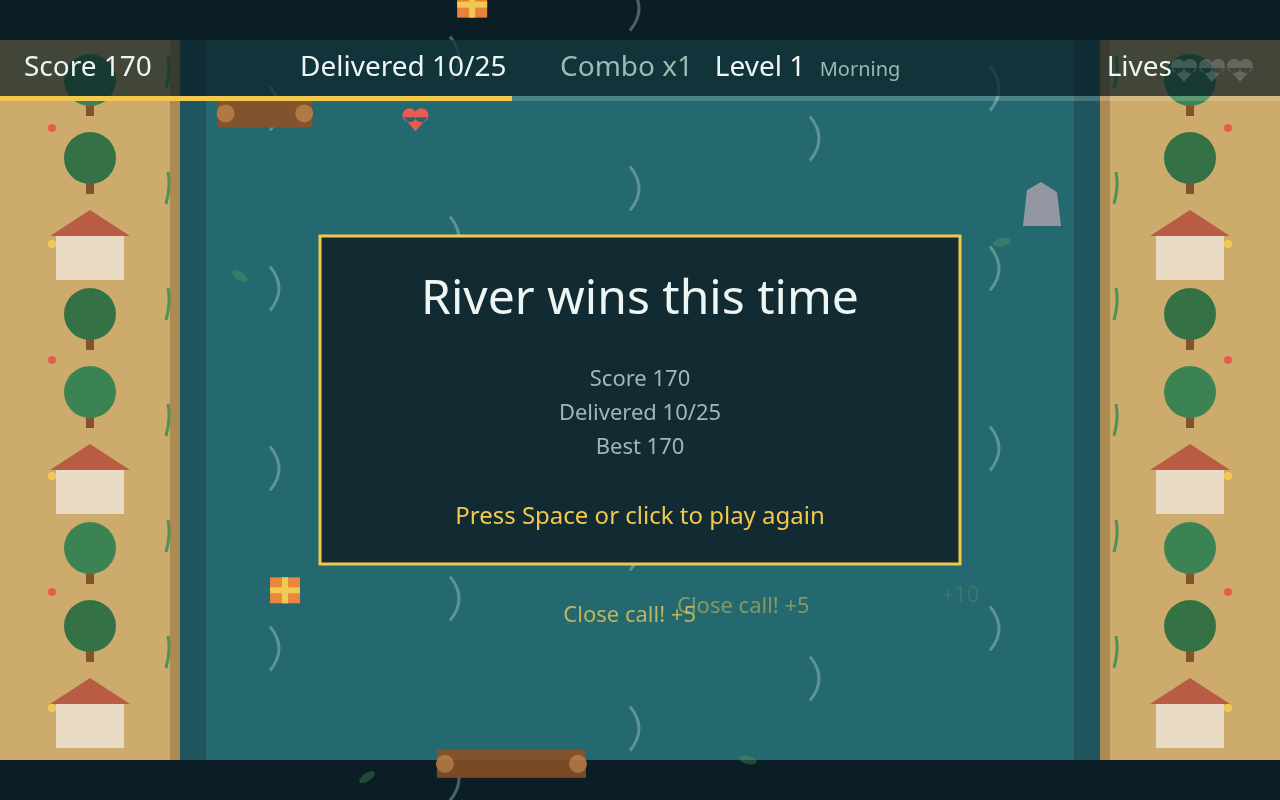 Score 170 Delivered 10/25 Combo x1 Level 1 Morning Lives
River wins this time
Score 170
Delivered 10/25
Best 170
Press Space or click to play again
+10
Close call! +5
Close call! +5